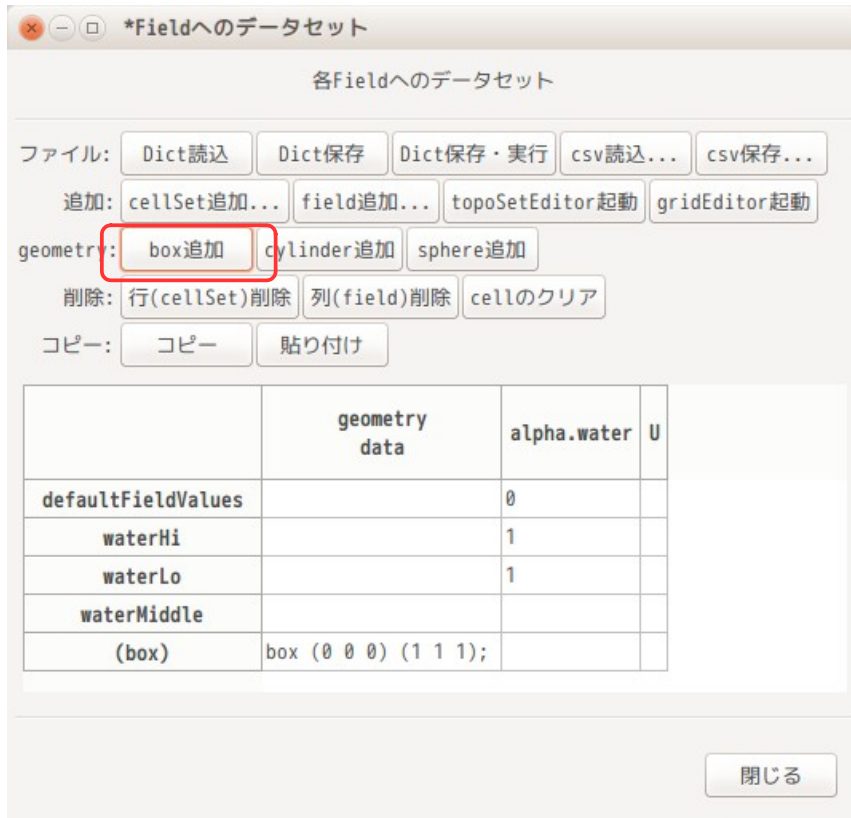 *Fieldへのデータセット
各Fieldへのデータセット
ファイル: Dict読込 Dict保存 Dict保存・実行 csv読込... csv保存...
追加: cellSet追加... field追加... topoSetEditor起動 gridEditor起動
geometry: box追加 cylinder追加 sphere追加
削除: 行(cellSet)削除 列(field)削除 cellのクリア
コピー: コピー 貼り付け
geometry data alpha.water U
defaultFieldValues 0
waterHi 1
waterLo 1
waterMiddle
(box) box (0 0 0) (1 1 1);
閉じる